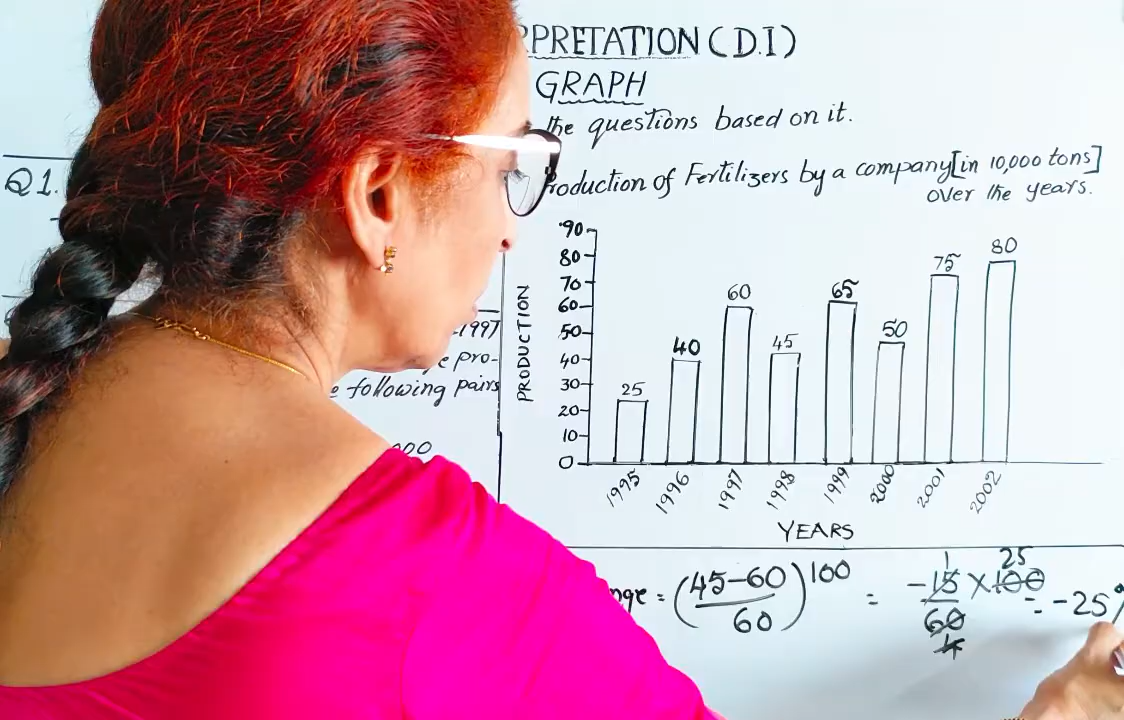 RPRETATION (D.I)
GRAPH
the questions based on it.
Q1.
roduction of Fertilizers by a company [in 10,000 tons]
over the years.
PRODUCTION
90
80
70
60
50
40
30
20
10
0
25
40
60
45
65
50
75
80
1995
1996
1997
1998
1999
2000
2001
2002
YEARS
1997
e pro-
following pairs
000
nge = (45-60/60)100 = -15/60 × 100 = -25%
1
25
4